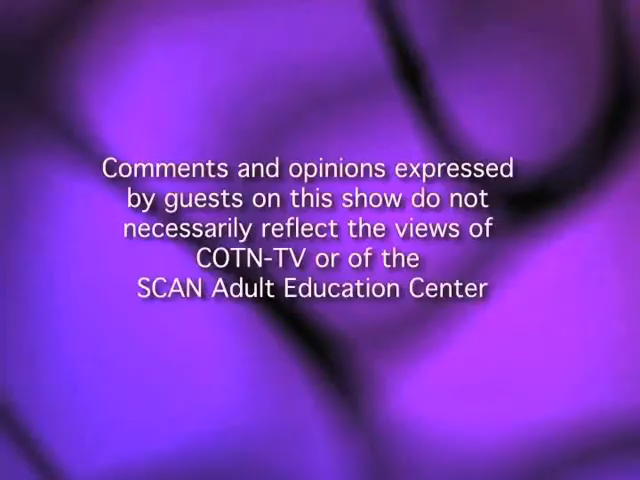 Comments and opinions expressed
by guests on this show do not
necessarily reflect the views of
COTN-TV or of the
SCAN Adult Education Center